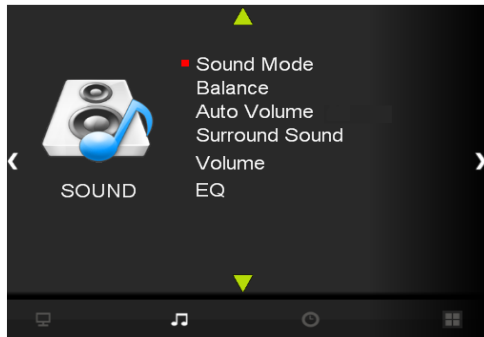 Sound Mode
Balance
Auto Volume
Surround Sound
Volume
SOUND
EQ